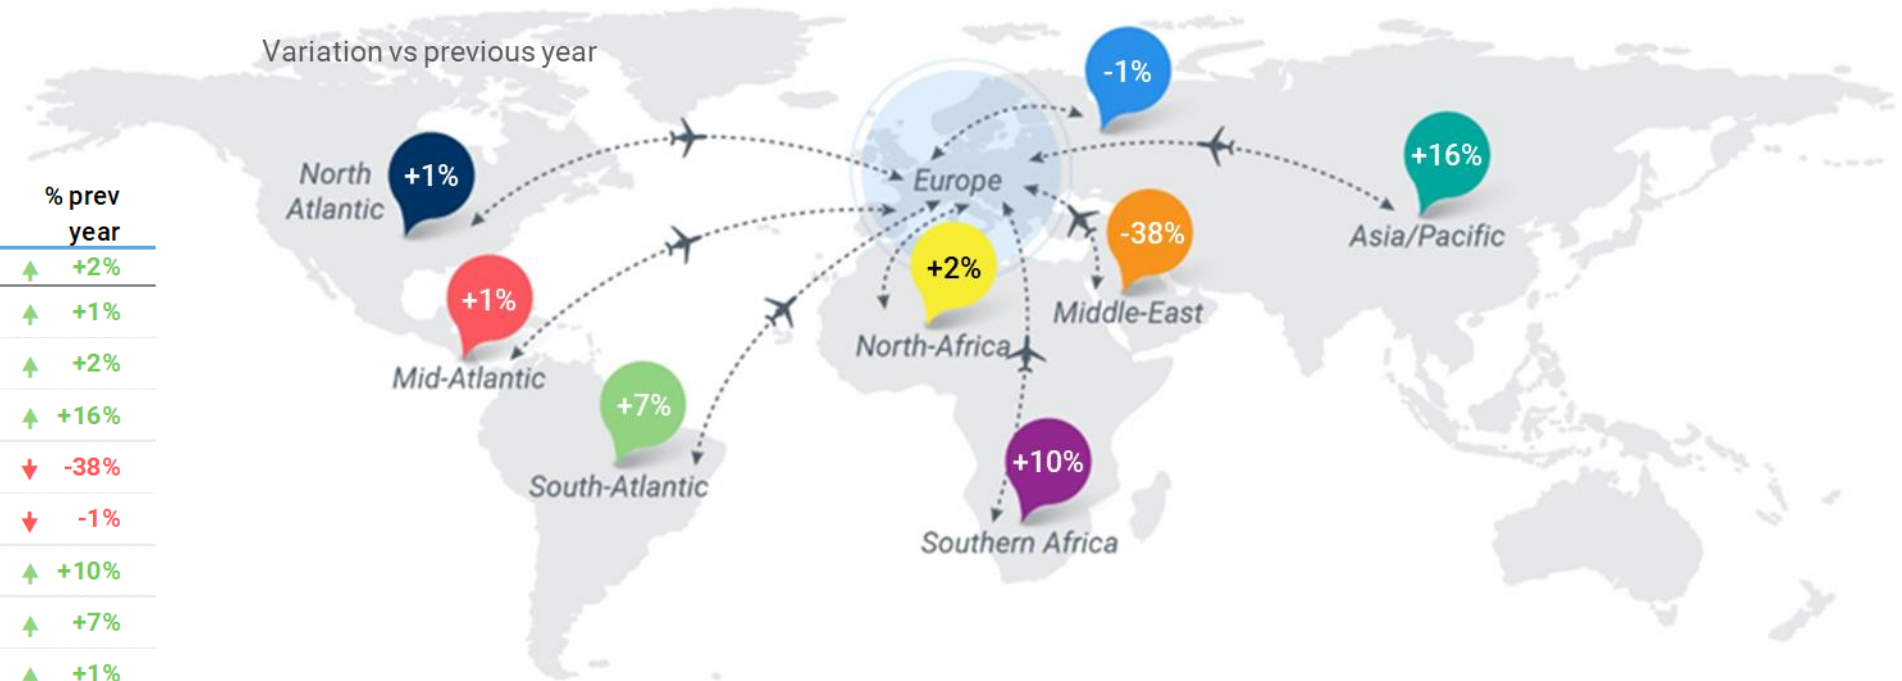 Variation vs previous year
% prev
year
+2%
+1%
+2%
+16%
-38%
-1%
+10%
+7%
+1%
North
Atlantic
+1%
-1%
+16%
Europe
Asia/Pacific
-38%
+2%
Middle-East
+1%
North-Africa
Mid-Atlantic
+7%
South-Atlantic
+10%
Southern Africa